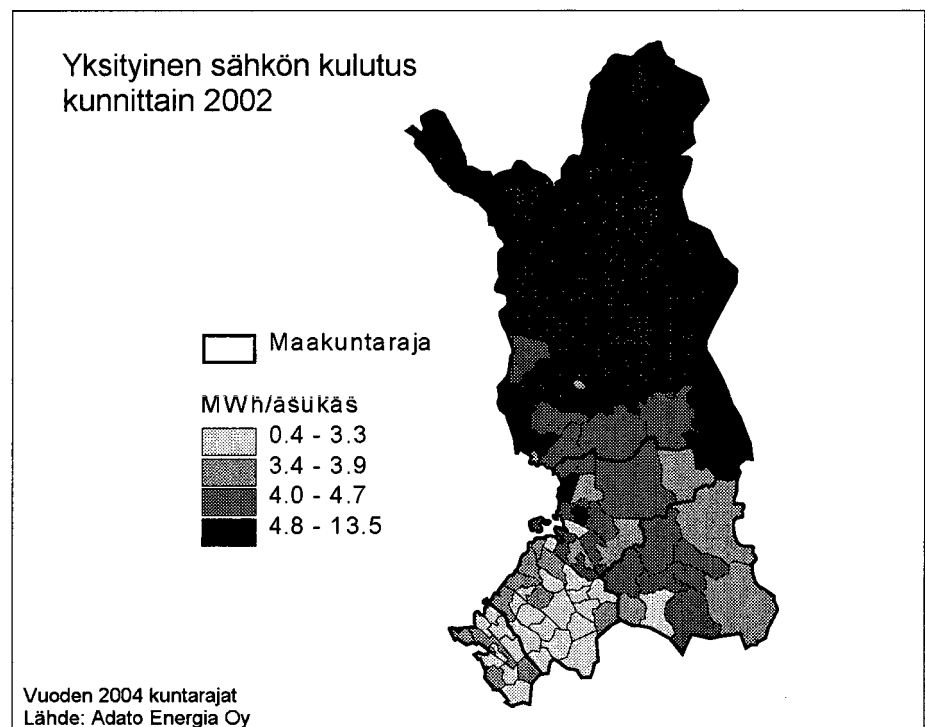 Yksityinen sähkön kulutus
kunnittain 2002
Maakuntaraja
MWh/asukas
0.4 - 3.3
3.4 - 3.9
4.0 - 4.7
4.8 - 13.5
Vuoden 2004 kuntarajat
Lähde: Adato Energia Oy